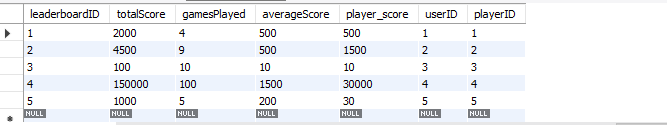 leaderboardID totalScore gamesPlayed averageScore player_score userID playerID
1 2000 4 500 500 1 1
2 4500 9 500 1500 2 2
3 100 10 10 10 3 3
4 150000 100 1500 30000 4 4
5 1000 5 200 30 5 5
NULL NULL NULL NULL NULL NULL NULL